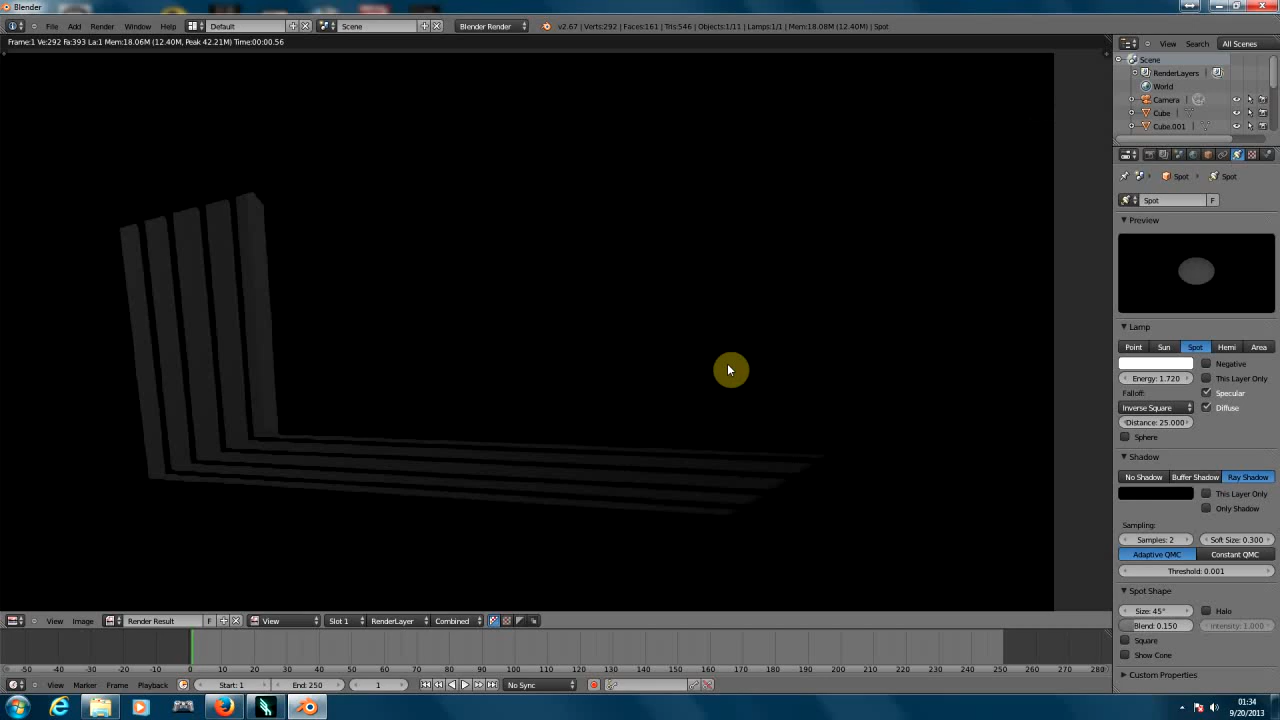 Blender
File Add Render Window Help Default Scene Blender Render v2.67 | Verts:292 | Faces:161 | Tris:546 | Objects:1/11 | Lamps:1/1 | Mem:18.08M (12.40M) | Spot
Frame:1 Ve:292 Fa:393 La:1 Mem:18.06M (12.40M, Peak 42.21M) Time:00:00.56
View Search All Scenes
Scene
RenderLayers
World
Camera
Cube
Cube.001
Spot Spot
Spot F
Preview
Lamp
Point Sun Spot Hemi Area
Negative
Energy: 1.720 This Layer Only
Falloff: Specular
Inverse Square Diffuse
Distance: 25.000
Sphere
Shadow
No Shadow Buffer Shadow Ray Shadow
This Layer Only
Only Shadow
Sampling:
Samples: 2 Soft Size: 0.300
Adaptive QMC Constant QMC
Threshold: 0.001
Spot Shape
Size: 45° Halo
Blend: 0.150 Intensity: 1.000
Square
Show Cone
Custom Properties
View Image Render Result F View Slot 1 RenderLayer Combined
-50 -40 -30 -20 -10 0 10 20 30 40 50 60 70 80 90 100 110 120 130 140 150 160 170 180 190 200 210 220 230 240 250 260 270 280
View Marker Frame Playback Start: 1 End: 250 1 No Sync
01:34
9/20/2013